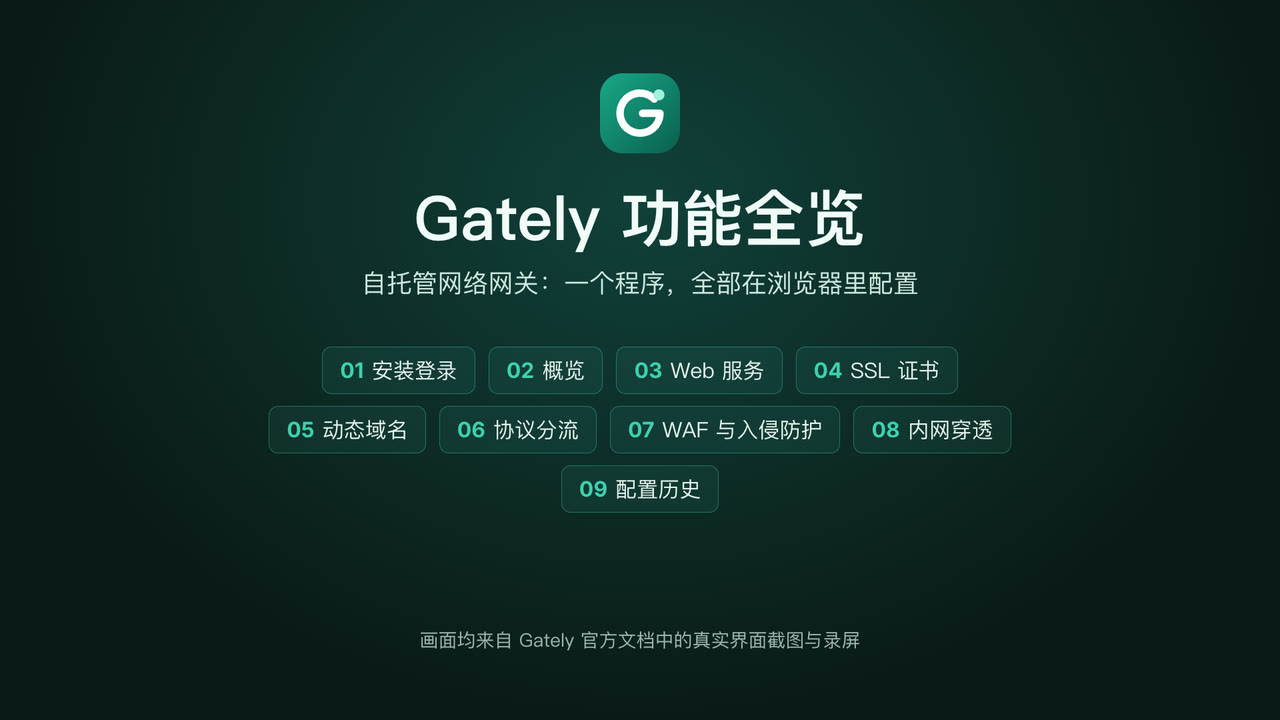 G
Gately 功能全览
自托管网络网关：一个程序，全部在浏览器里配置
01 安装登录 02 概览 03 Web 服务 04 SSL 证书
05 动态域名 06 协议分流 07 WAF 与入侵防护 08 内网穿透
09 配置历史
画面均来自 Gately 官方文档中的真实界面截图与录屏